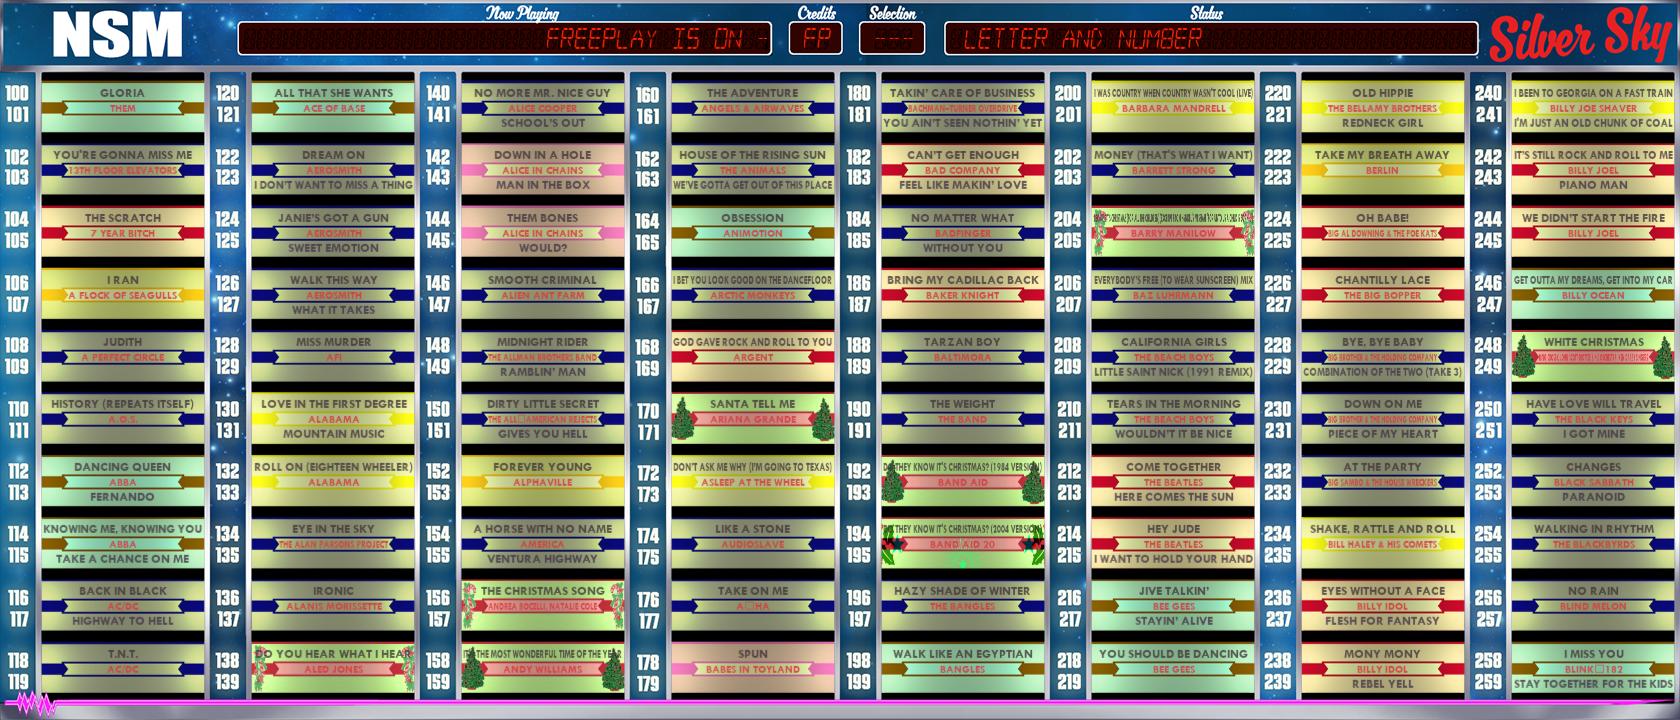 NSM
Now Playing
FREEPLAY IS ON -
Credits
FP
Selection
---
Status
LETTER AND NUMBER
Silver Sky
100
101
GLORIA
THEM
102
103
YOU'RE GONNA MISS ME
13TH FLOOR ELEVATORS
104
105
THE SCRATCH
7 YEAR BITCH
106
107
I RAN
A FLOCK OF SEAGULLS
108
109
JUDITH
A PERFECT CIRCLE
110
111
HISTORY (REPEATS ITSELF)
A.O.S.
112
113
DANCING QUEEN
ABBA
FERNANDO
114
115
KNOWING ME, KNOWING YOU
ABBA
TAKE A CHANCE ON ME
116
117
BACK IN BLACK
AC/DC
HIGHWAY TO HELL
118
119
T.N.T.
AC/DC
120
121
ALL THAT SHE WANTS
ACE OF BASE
122
123
DREAM ON
AEROSMITH
I DON'T WANT TO MISS A THING
124
125
JANIE'S GOT A GUN
AEROSMITH
SWEET EMOTION
126
127
WALK THIS WAY
AEROSMITH
WHAT IT TAKES
128
129
MISS MURDER
AFI
130
131
LOVE IN THE FIRST DEGREE
ALABAMA
MOUNTAIN MUSIC
132
133
ROLL ON (EIGHTEEN WHEELER)
ALABAMA
134
135
EYE IN THE SKY
THE ALAN PARSONS PROJECT
136
137
IRONIC
ALANIS MORISSETTE
138
139
DO YOU HEAR WHAT I HEAR
ALED JONES
140
141
NO MORE MR. NICE GUY
ALICE COOPER
SCHOOL'S OUT
142
143
DOWN IN A HOLE
ALICE IN CHAINS
MAN IN THE BOX
144
145
THEM BONES
ALICE IN CHAINS
WOULD?
146
147
SMOOTH CRIMINAL
ALIEN ANT FARM
148
149
MIDNIGHT RIDER
THE ALLMAN BROTHERS BAND
RAMBLIN' MAN
150
151
DIRTY LITTLE SECRET
THE ALL□AMERICAN REJECTS
GIVES YOU HELL
152
153
FOREVER YOUNG
ALPHAVILLE
154
155
A HORSE WITH NO NAME
AMERICA
VENTURA HIGHWAY
156
157
THE CHRISTMAS SONG
ANDREA BOCELLI, NATALIE COLE
158
159
IT'S THE MOST WONDERFUL TIME OF THE YEAR
ANDY WILLIAMS
160
161
THE ADVENTURE
ANGELS & AIRWAVES
162
163
HOUSE OF THE RISING SUN
THE ANIMALS
WE'VE GOTTA GET OUT OF THIS PLACE
164
165
OBSESSION
ANIMOTION
166
167
I BET YOU LOOK GOOD ON THE DANCEFLOOR
ARCTIC MONKEYS
168
169
GOD GAVE ROCK AND ROLL TO YOU
ARGENT
170
171
SANTA TELL ME
ARIANA GRANDE
172
173
DON'T ASK ME WHY (I'M GOING TO TEXAS)
ASLEEP AT THE WHEEL
174
175
LIKE A STONE
AUDIOSLAVE
176
177
TAKE ON ME
A□HA
178
179
SPUN
BABES IN TOYLAND
180
181
TAKIN' CARE OF BUSINESS
BACHMAN-TURNER OVERDRIVE
YOU AIN'T SEEN NOTHIN' YET
182
183
CAN'T GET ENOUGH
BAD COMPANY
FEEL LIKE MAKIN' LOVE
184
185
NO MATTER WHAT
BADFINGER
WITHOUT YOU
186
187
BRING MY CADILLAC BACK
BAKER KNIGHT
188
189
TARZAN BOY
BALTIMORA
190
191
THE WEIGHT
THE BAND
192
193
DO THEY KNOW IT'S CHRISTMAS? (1984 VERSION)
BAND AID
194
195
DO THEY KNOW IT'S CHRISTMAS? (2004 VERSION)
BAND AID 20
196
197
HAZY SHADE OF WINTER
THE BANGLES
198
199
WALK LIKE AN EGYPTIAN
BANGLES
200
201
I WAS COUNTRY WHEN COUNTRY WASN'T COOL (LIVE)
BARBARA MANDRELL
202
203
MONEY (THAT'S WHAT I WANT)
BARRETT STRONG
204
205
BARRY MANILOW
206
207
EVERYBODY'S FREE (TO WEAR SUNSCREEN) MIX
BAZ LUHRMANN
208
209
CALIFORNIA GIRLS
THE BEACH BOYS
LITTLE SAINT NICK (1991 REMIX)
210
211
TEARS IN THE MORNING
THE BEACH BOYS
WOULDN'T IT BE NICE
212
213
COME TOGETHER
THE BEATLES
HERE COMES THE SUN
214
215
HEY JUDE
THE BEATLES
I WANT TO HOLD YOUR HAND
216
217
JIVE TALKIN'
BEE GEES
STAYIN' ALIVE
218
219
YOU SHOULD BE DANCING
BEE GEES
220
221
OLD HIPPIE
THE BELLAMY BROTHERS
REDNECK GIRL
222
223
TAKE MY BREATH AWAY
BERLIN
224
225
OH BABE!
BIG AL DOWNING & THE POE KATS
226
227
CHANTILLY LACE
THE BIG BOPPER
228
229
BYE, BYE BABY
BIG BROTHER & THE HOLDING COMPANY
COMBINATION OF THE TWO (TAKE 3)
230
231
DOWN ON ME
BIG BROTHER & THE HOLDING COMPANY
PIECE OF MY HEART
232
233
AT THE PARTY
BIG SAMBO & THE HOUSE WRECKERS
234
235
SHAKE, RATTLE AND ROLL
BILL HALEY & HIS COMETS
236
237
EYES WITHOUT A FACE
BILLY IDOL
FLESH FOR FANTASY
238
239
MONY MONY
BILLY IDOL
REBEL YELL
240
241
I BEEN TO GEORGIA ON A FAST TRAIN
BILLY JOE SHAVER
I'M JUST AN OLD CHUNK OF COAL
242
243
IT'S STILL ROCK AND ROLL TO ME
BILLY JOEL
PIANO MAN
244
245
WE DIDN'T START THE FIRE
BILLY JOEL
246
247
GET OUTTA MY DREAMS, GET INTO MY CAR
BILLY OCEAN
248
249
WHITE CHRISTMAS
250
251
HAVE LOVE WILL TRAVEL
THE BLACK KEYS
I GOT MINE
252
253
CHANGES
BLACK SABBATH
PARANOID
254
255
WALKING IN RHYTHM
THE BLACKBYRDS
256
257
NO RAIN
BLIND MELON
258
259
I MISS YOU
BLINK□182
STAY TOGETHER FOR THE KIDS